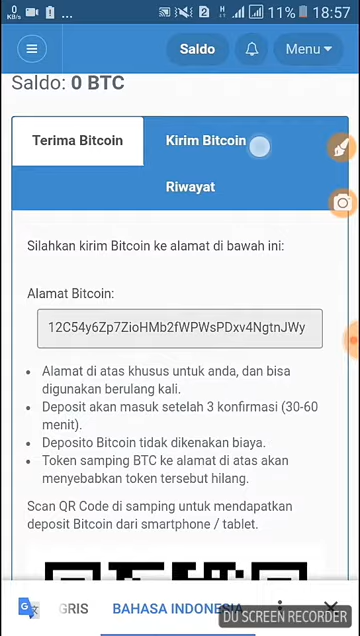 0
KB/s
...
2
H
11%
18:57
Saldo
Menu
Saldo: 0 BTC
Terima Bitcoin
Kirim Bitcoin
Riwayat
Silahkan kirim Bitcoin ke alamat di bawah ini:
Alamat Bitcoin:
12C54y6Zp7ZioHMb2fWPWsPDxv4NgtnJWy
• Alamat di atas khusus untuk anda, dan bisa
digunakan berulang kali.
• Deposit akan masuk setelah 3 konfirmasi (30-60
menit).
• Deposito Bitcoin tidak dikenakan biaya.
• Token samping BTC ke alamat di atas akan
menyebabkan token tersebut hilang.
Scan QR Code di samping untuk mendapatkan
deposit Bitcoin dari smartphone / tablet.
GRIS
BAHASA INDONESIA
DU SCREEN RECORDER